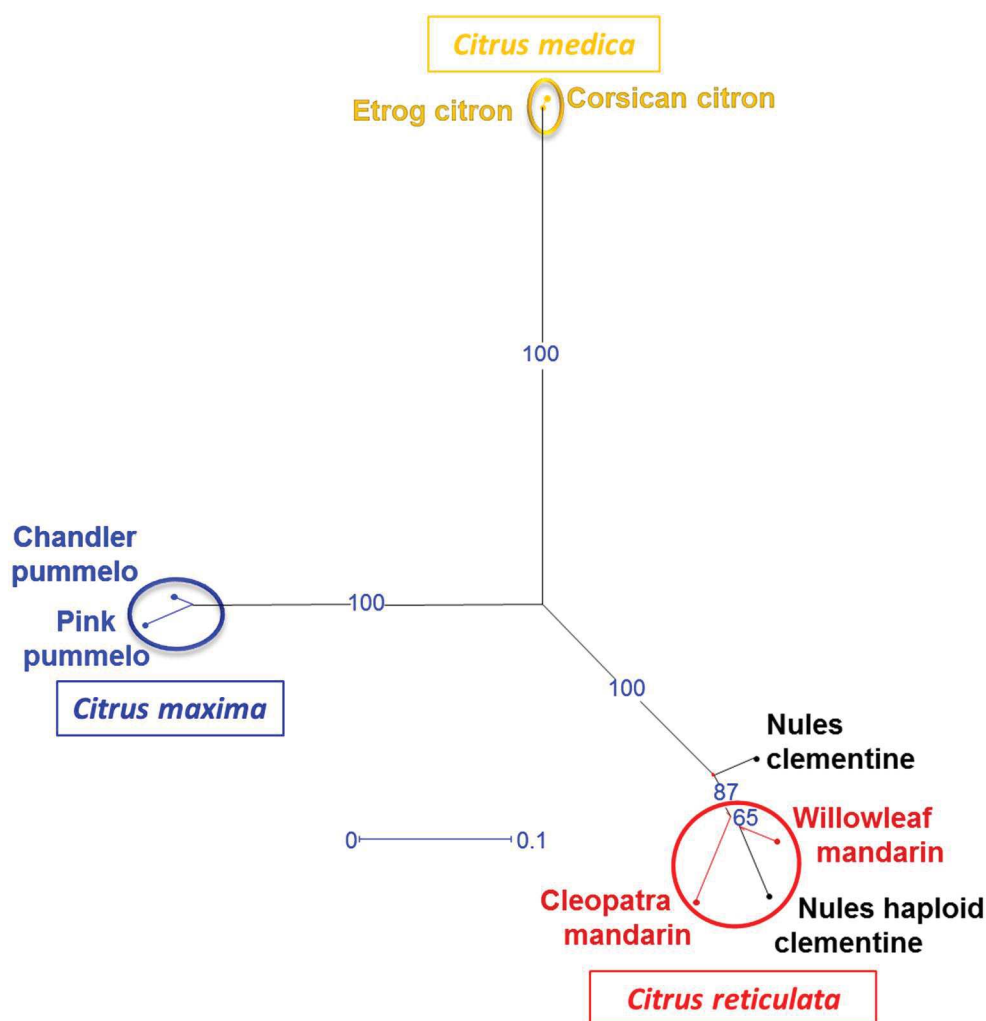 Citrus medica
Etrog citron
Corsican citron
100
Chandler
pummelo
100
Pink
pummelo
Citrus maxima
100
Nules
clementine
87
65
Willowleaf
mandarin
0
0.1
Cleopatra
mandarin
Nules haploid
clementine
Citrus reticulata